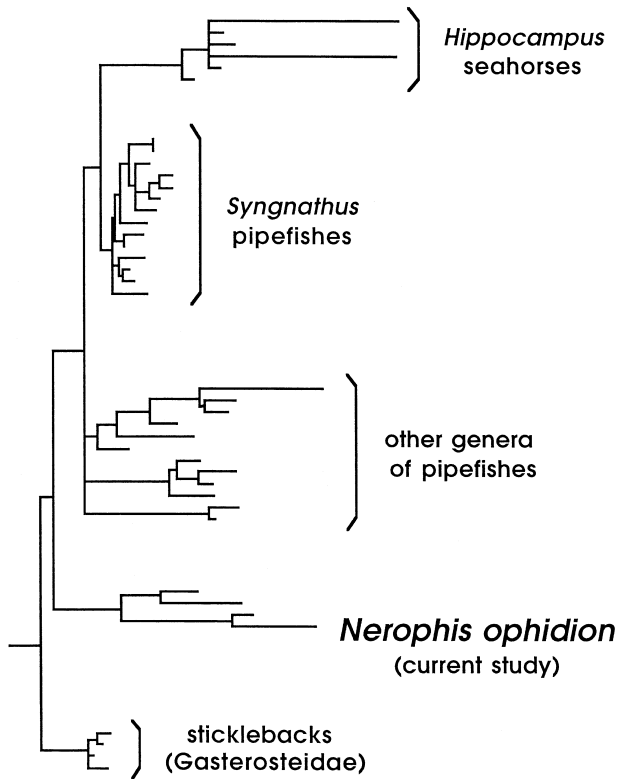 Hippocampus
seahorses
Syngnathus
pipefishes
other genera
of pipefishes
Nerophis ophidion
(current study)
sticklebacks
(Gasterosteidae)